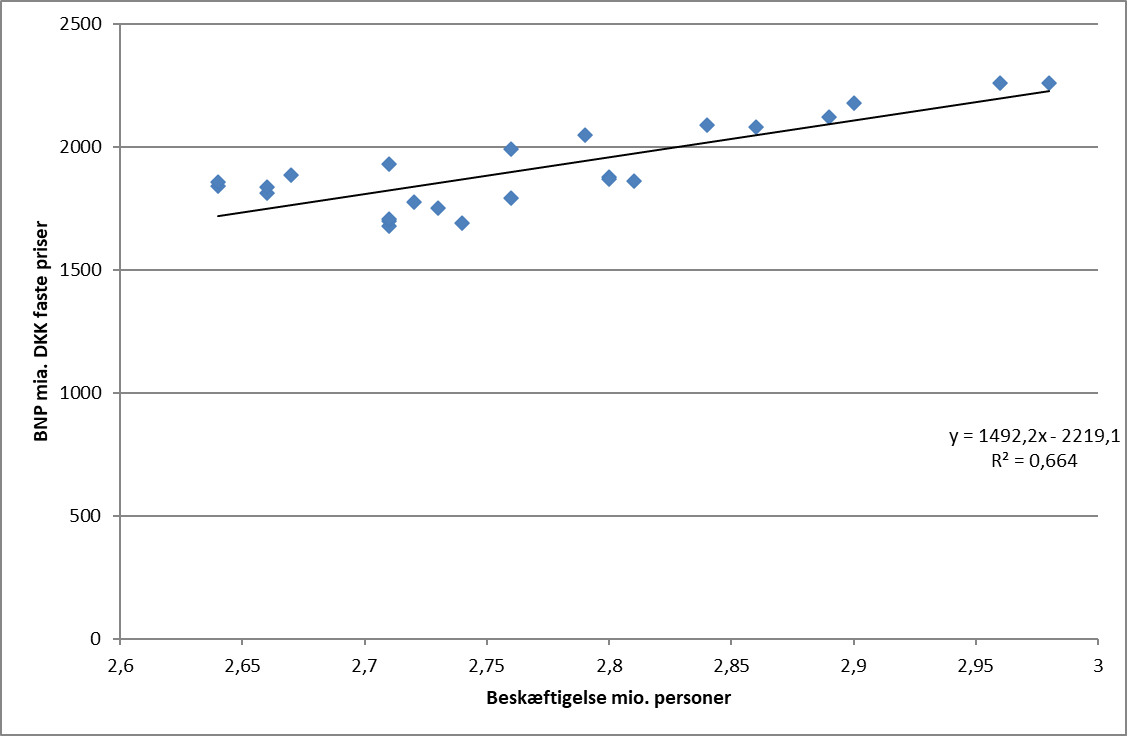 2500
2000
1500
1000
500
0
BNP mia. DKK faste priser
y = 1492,2x - 2219,1
R² = 0,664
2,6 2,65 2,7 2,75 2,8 2,85 2,9 2,95 3
Beskæftigelse mio. personer